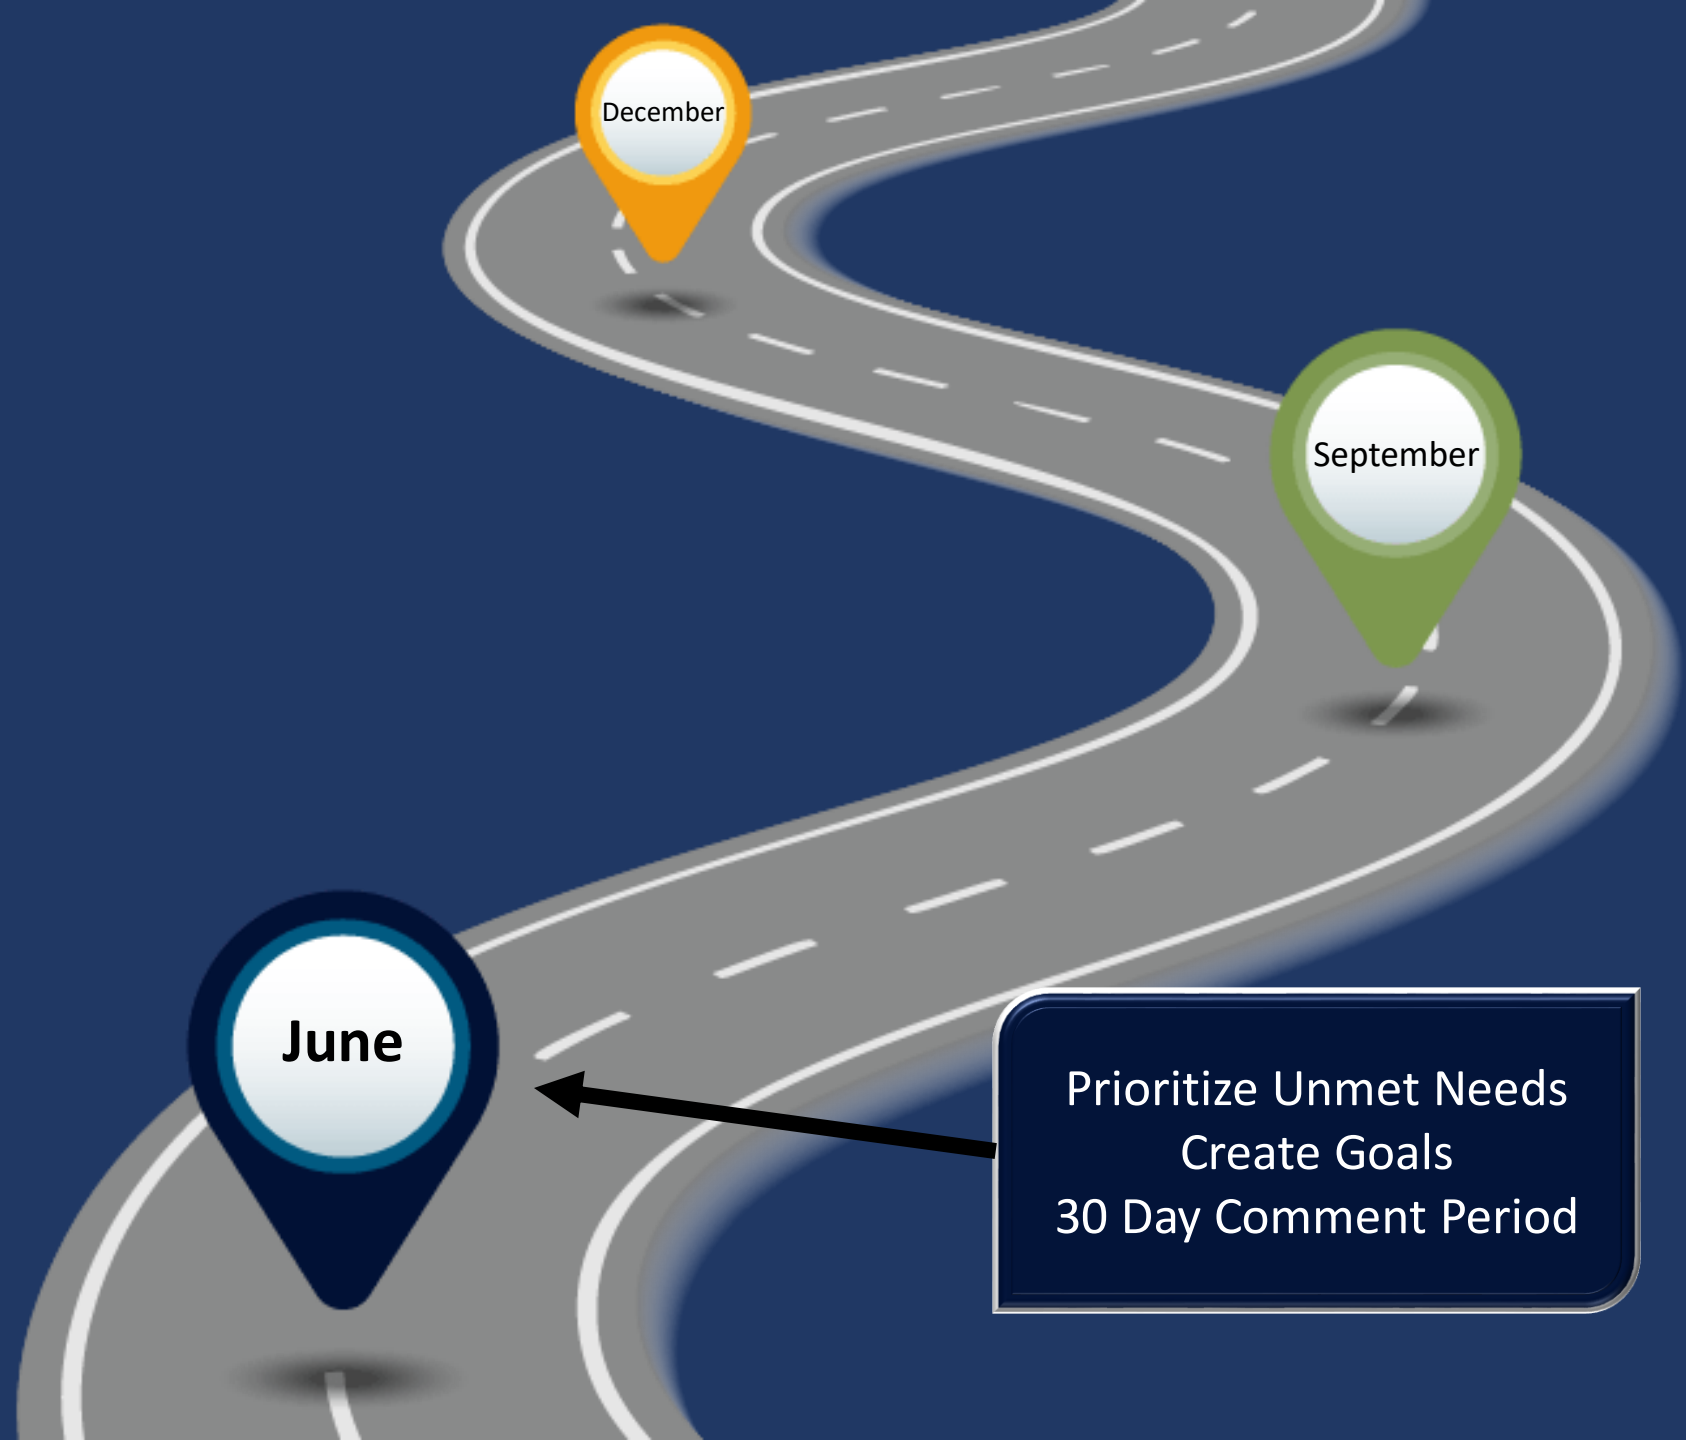 December
September
June
Prioritize Unmet Needs
Create Goals
30 Day Comment Period